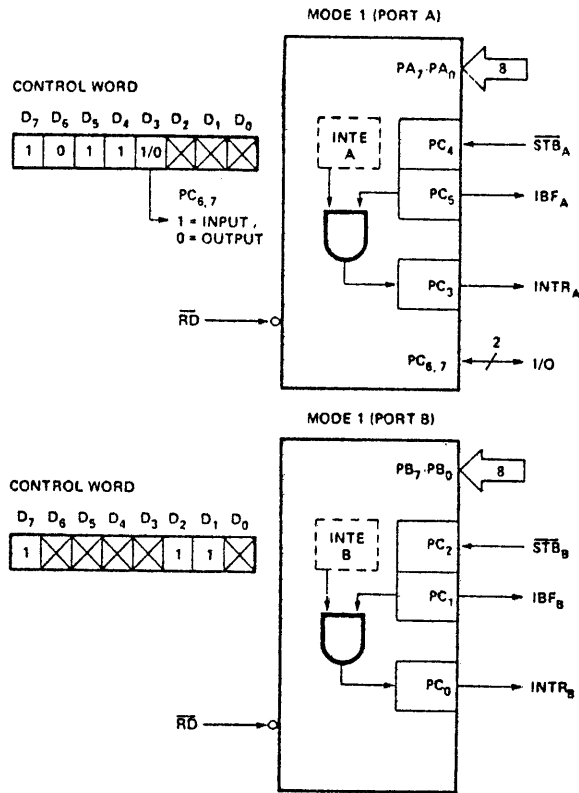 MODE 1 (PORT A)
PA7-PA0
8
CONTROL WORD
D7 D6 D5 D4 D3 D2 D1 D0
1 0 1 1 1/0
PC6, 7
1 = INPUT,
0 = OUTPUT
INTE
A
PC4
STBA
PC5
IBFA
PC3
INTRA
RD
PC6, 7
2
I/O
MODE 1 (PORT B)
PB7-PB0
8
CONTROL WORD
D7 D6 D5 D4 D3 D2 D1 D0
1 1 1
INTE
B
PC2
STBB
PC1
IBFB
PC0
INTRB
RD